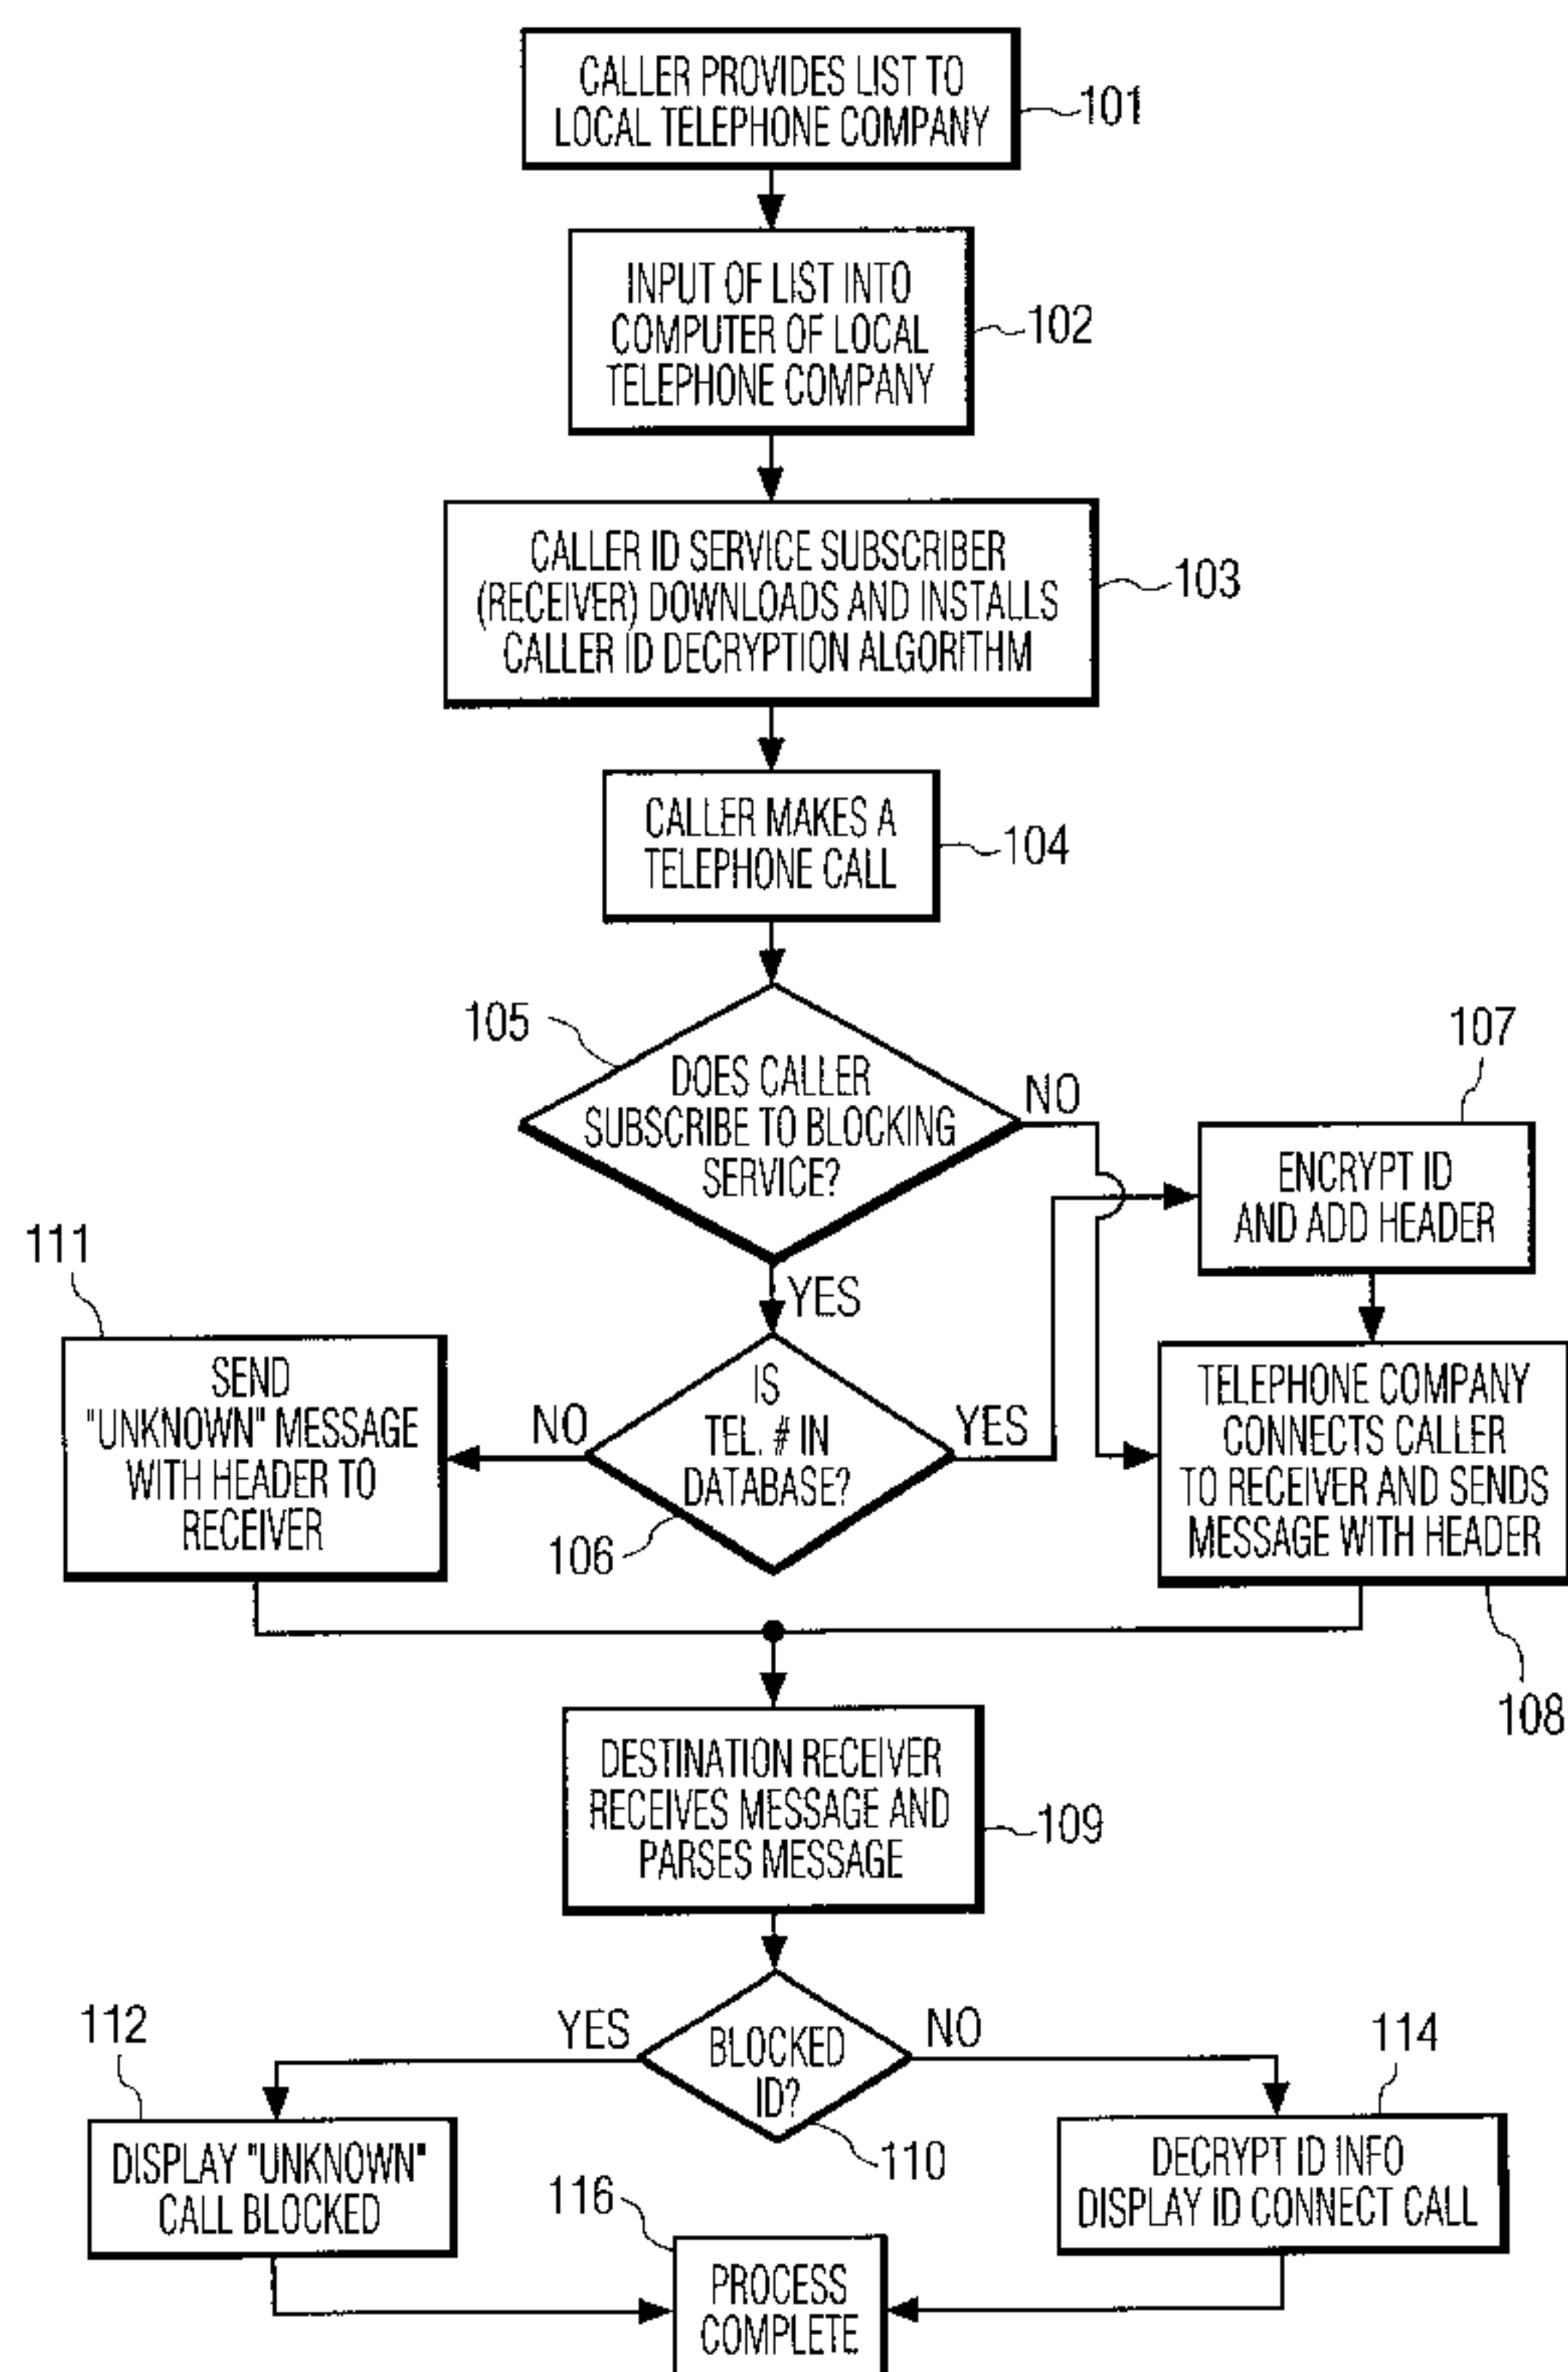 CALLER PROVIDES LIST TO
LOCAL TELEPHONE COMPANY
101
INPUT OF LIST INTO
COMPUTER OF LOCAL
TELEPHONE COMPANY
102
CALLER ID SERVICE SUBSCRIBER
(RECEIVER) DOWNLOADS AND INSTALLS
CALLER ID DECRYPTION ALGORITHM
103
CALLER MAKES A
TELEPHONE CALL
104
105
DOES CALLER
SUBSCRIBE TO BLOCKING
SERVICE?
NO
YES
107
ENCRYPT ID
AND ADD HEADER
111
SEND
"UNKNOWN" MESSAGE
WITH HEADER TO
RECEIVER
NO
IS
TEL. # IN
DATABASE?
YES
106
TELEPHONE COMPANY
CONNECTS CALLER
TO RECEIVER AND SENDS
MESSAGE WITH HEADER
108
DESTINATION RECEIVER
RECEIVES MESSAGE AND
PARSES MESSAGE
109
YES
BLOCKED
ID?
NO
110
112
DISPLAY "UNKNOWN"
CALL BLOCKED
114
DECRYPT ID INFO
DISPLAY ID CONNECT CALL
116
PROCESS
COMPLETE